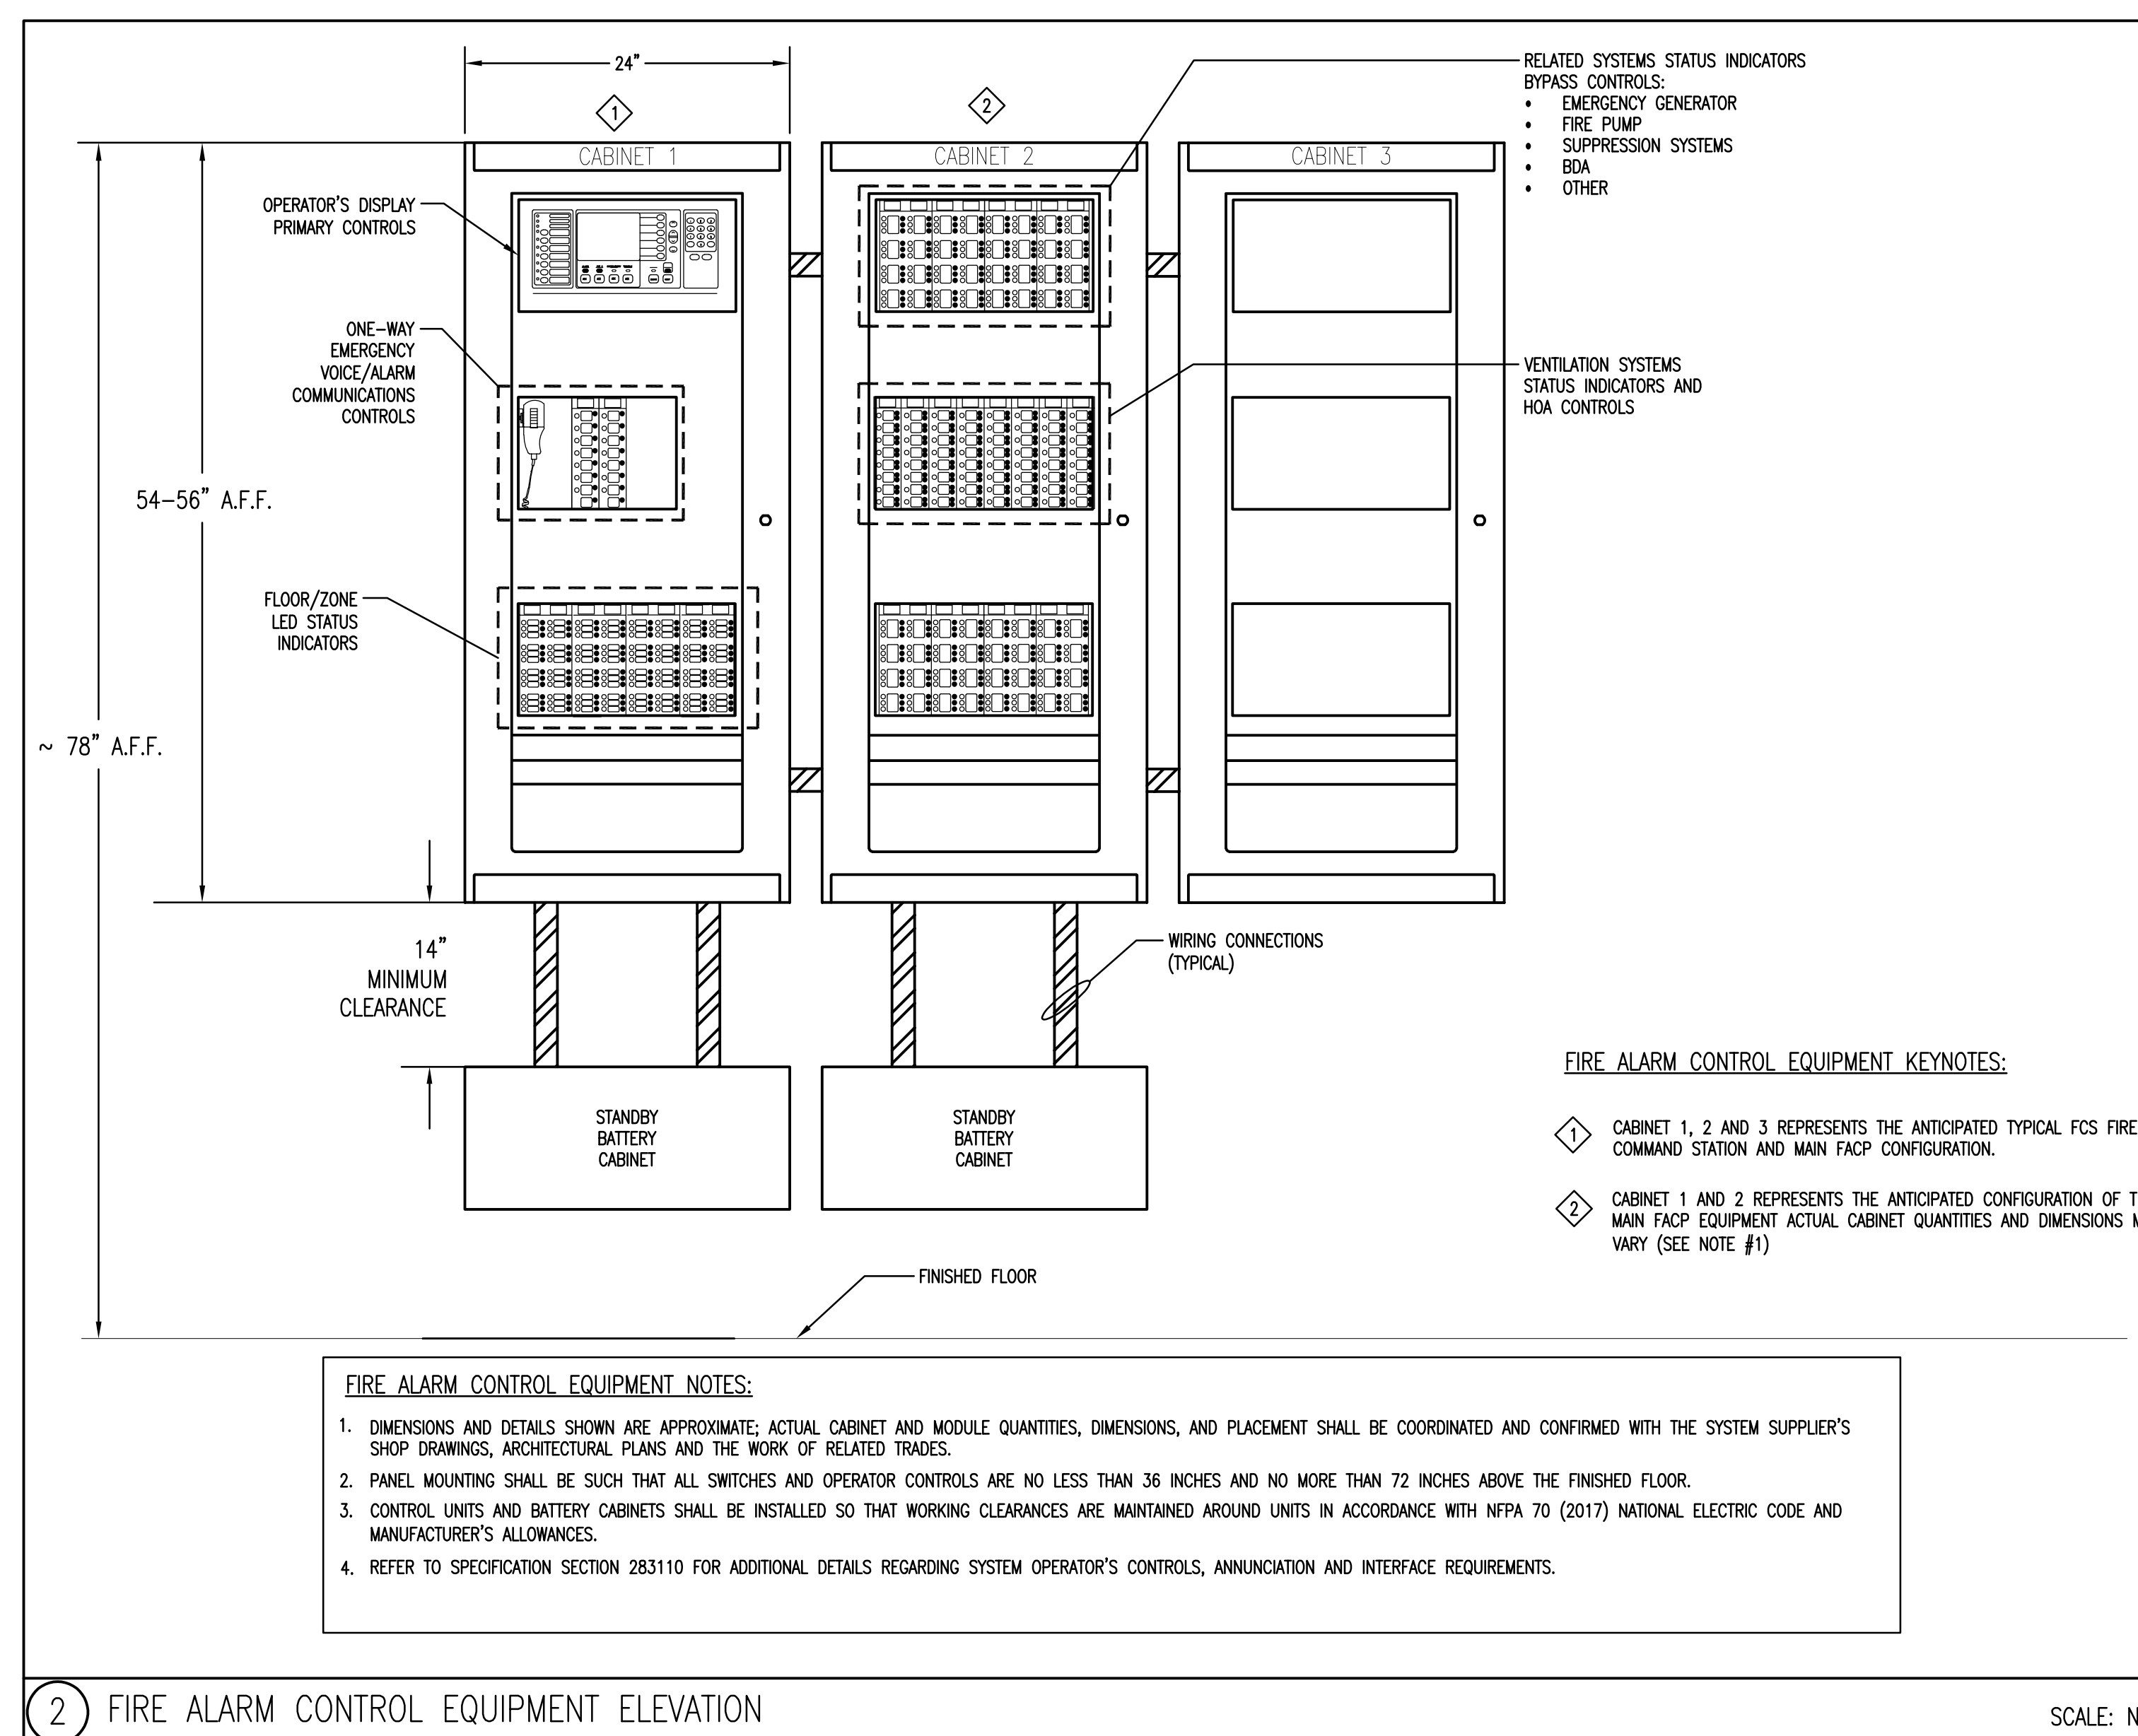 24"
1
2
CABINET 1
CABINET 2
CABINET 3
RELATED SYSTEMS STATUS INDICATORS
BYPASS CONTROLS:
• EMERGENCY GENERATOR
• FIRE PUMP
• SUPPRESSION SYSTEMS
• BDA
• OTHER
OPERATOR'S DISPLAY
PRIMARY CONTROLS
ONE-WAY
EMERGENCY
VOICE/ALARM
COMMUNICATIONS
CONTROLS
VENTILATION SYSTEMS
STATUS INDICATORS AND
HOA CONTROLS
54-56" A.F.F.
FLOOR/ZONE
LED STATUS
INDICATORS
~ 78" A.F.F.
14"
MINIMUM
CLEARANCE
WIRING CONNECTIONS
(TYPICAL)
STANDBY
BATTERY
CABINET
STANDBY
BATTERY
CABINET
FINISHED FLOOR
FIRE ALARM CONTROL EQUIPMENT KEYNOTES:
1 CABINET 1, 2 AND 3 REPRESENTS THE ANTICIPATED TYPICAL FCS FIRE
COMMAND STATION AND MAIN FACP CONFIGURATION.
2 CABINET 1 AND 2 REPRESENTS THE ANTICIPATED CONFIGURATION OF
MAIN FACP EQUIPMENT ACTUAL CABINET QUANTITIES AND DIMENSIONS
VARY (SEE NOTE #1)
FIRE ALARM CONTROL EQUIPMENT NOTES:
1. DIMENSIONS AND DETAILS SHOWN ARE APPROXIMATE; ACTUAL CABINET AND MODULE QUANTITIES, DIMENSIONS, AND PLACEMENT SHALL BE COORDINATED AND CONFIRMED WITH THE SYSTEM SUPPLIER'S
SHOP DRAWINGS, ARCHITECTURAL PLANS AND THE WORK OF RELATED TRADES.
2. PANEL MOUNTING SHALL BE SUCH THAT ALL SWITCHES AND OPERATOR CONTROLS ARE NO LESS THAN 36 INCHES AND NO MORE THAN 72 INCHES ABOVE THE FINISHED FLOOR.
3. CONTROL UNITS AND BATTERY CABINETS SHALL BE INSTALLED SO THAT WORKING CLEARANCES ARE MAINTAINED AROUND UNITS IN ACCORDANCE WITH NFPA 70 (2017) NATIONAL ELECTRIC CODE AND
MANUFACTURER'S ALLOWANCES.
4. REFER TO SPECIFICATION SECTION 283110 FOR ADDITIONAL DETAILS REGARDING SYSTEM OPERATOR'S CONTROLS, ANNUNCIATION AND INTERFACE REQUIREMENTS.
2 FIRE ALARM CONTROL EQUIPMENT ELEVATION
SCALE: